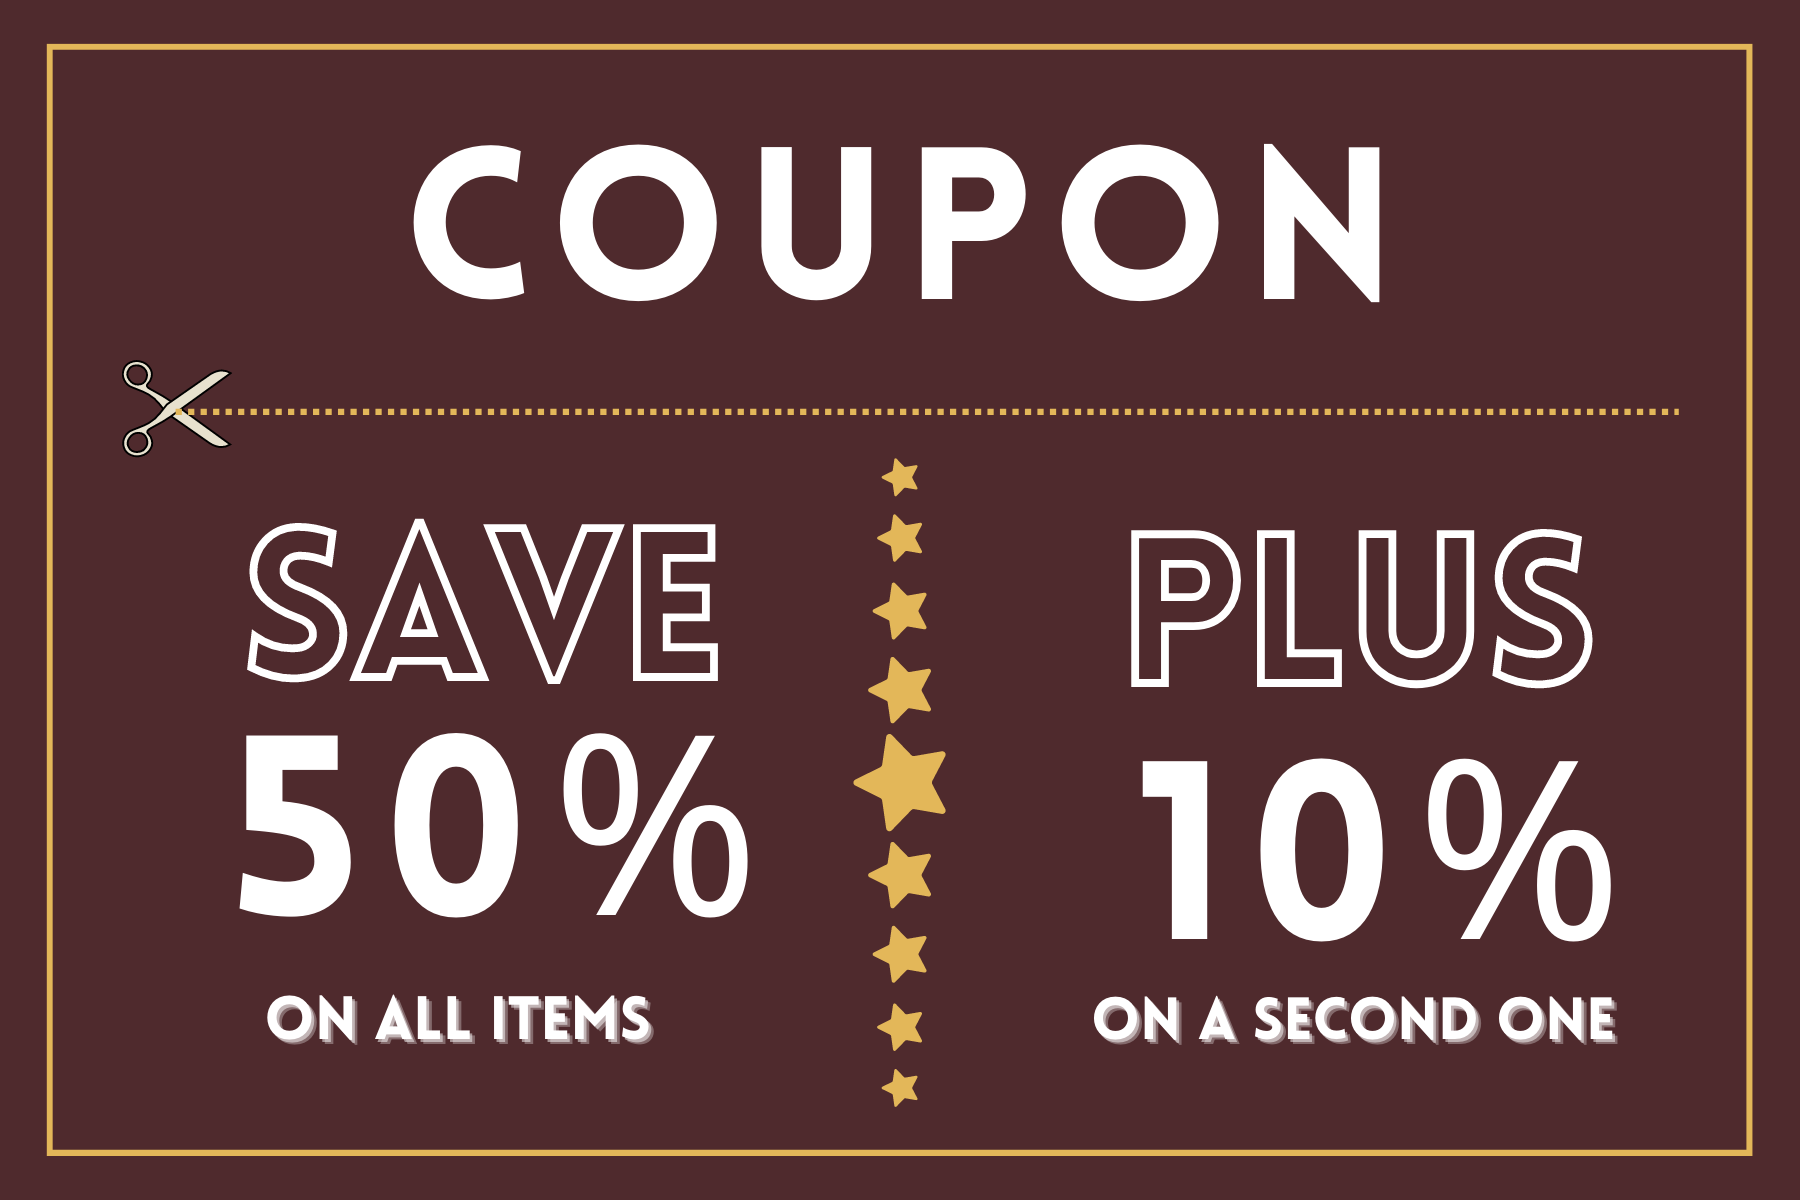 COUPON
SAVE
50%
ON ALL ITEMS
PLUS
10%
ON A SECOND ONE